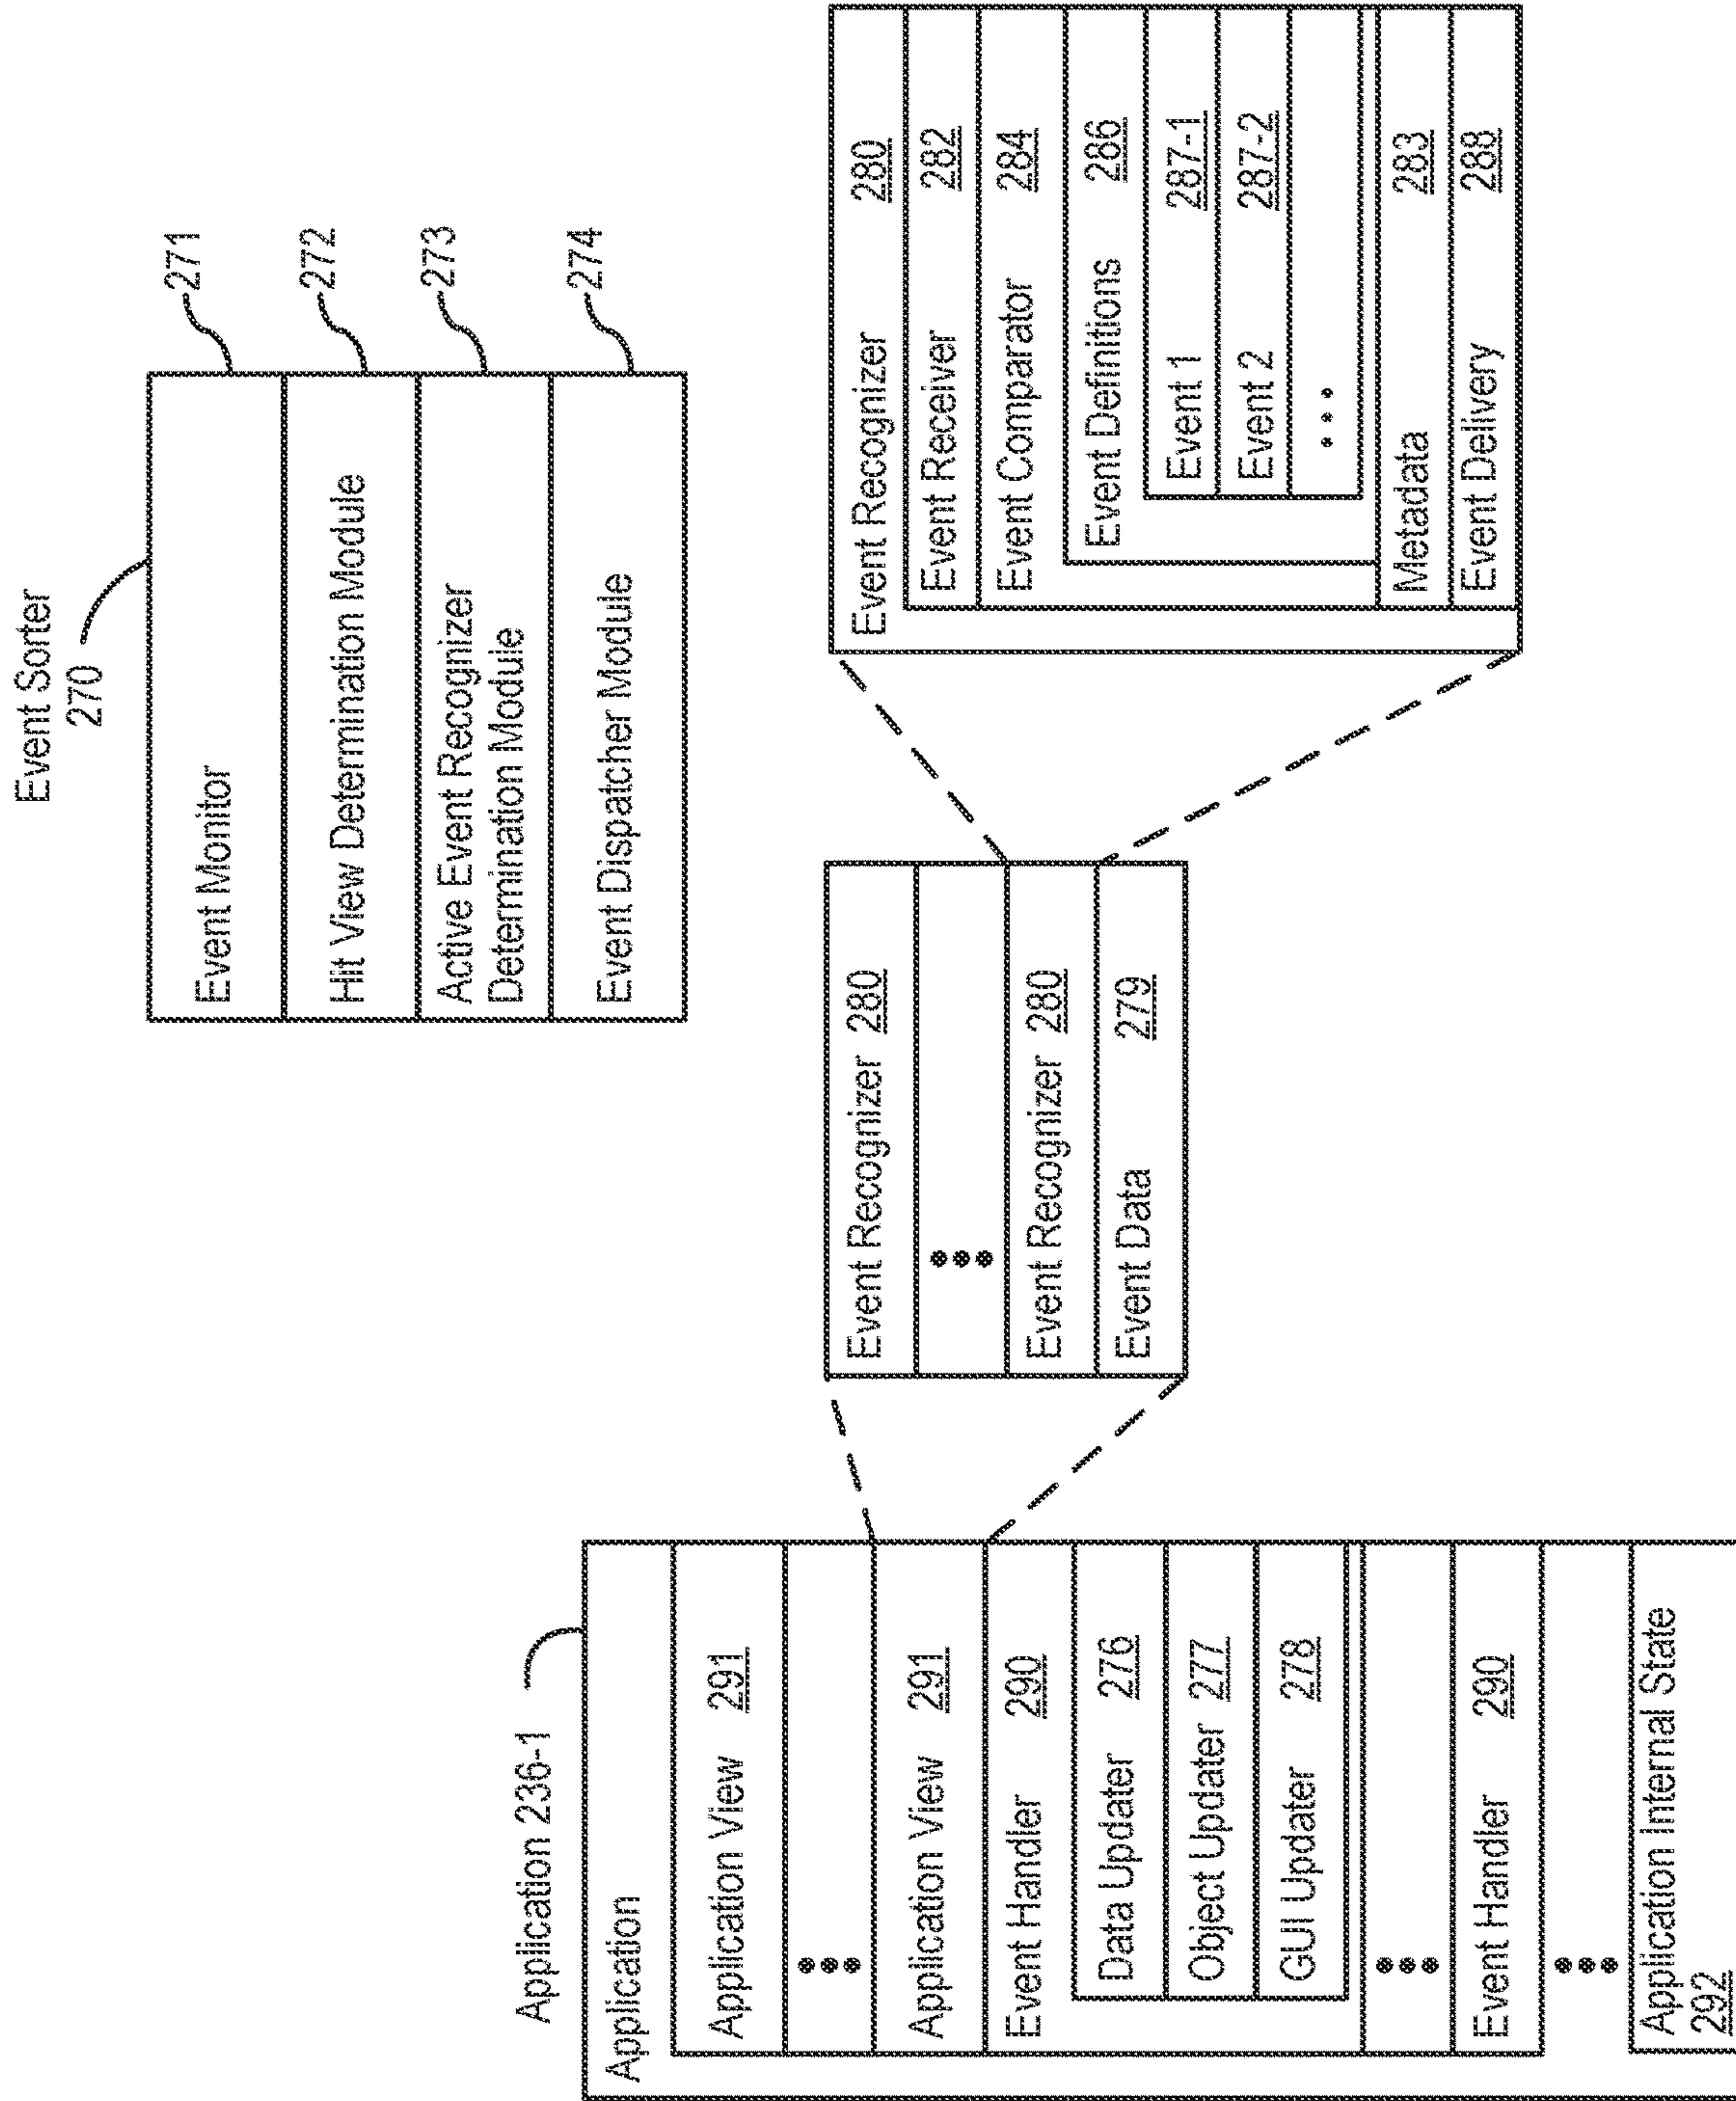 Event Sorter
270
Event Monitor
271
Hit View Determination Module
272
Active Event Recognizer
Determination Module
273
Event Dispatcher Module
274
Application 236-1
Application
Application View 291
•••
Application View 291
Event Handler 290
Data Updater 276
Object Updater 277
GUI Updater 278
•••
Event Handler 290
•••
Application Internal State
292
Event Recognizer 280
•••
Event Recognizer 280
Event Data 279
Event Recognizer 280
Event Receiver 282
Event Comparator 284
Event Definitions 286
Event 1 287-1
Event 2 287-2
•••
Metadata 283
Event Delivery 288